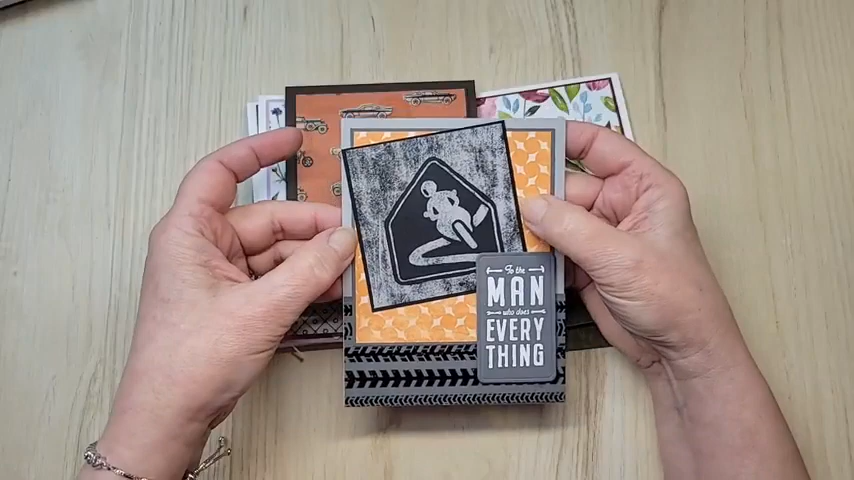 To the
MAN
who does
EVERY
THING